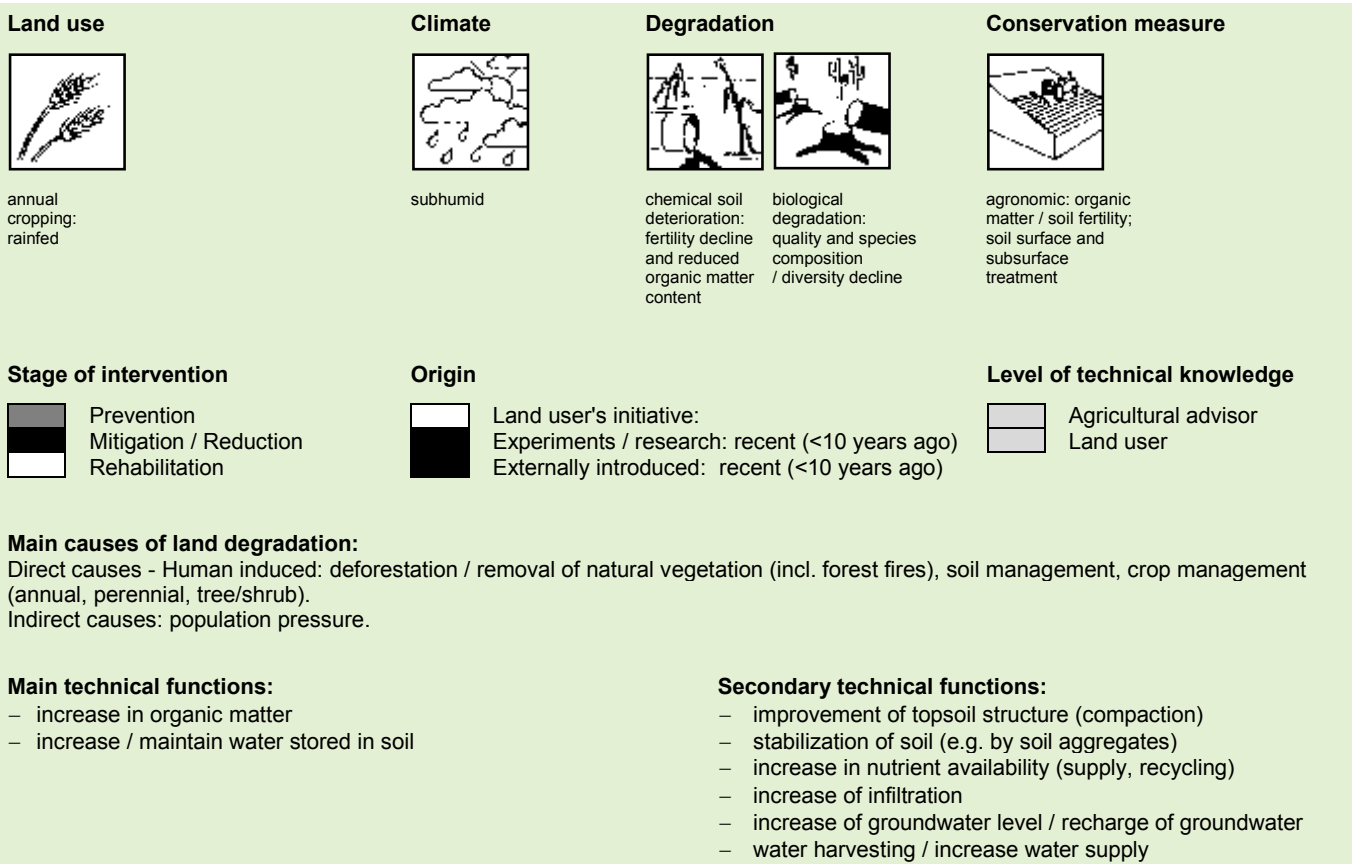 Land use
Climate
Degradation
Conservation measure
annual
cropping:
rainfed
subhumid
chemical soil
deterioration:
fertility decline
and reduced
organic matter
content
biological
degradation:
quality and species
composition
/ diversity decline
agronomic: organic
matter / soil fertility;
soil surface and
subsurface
treatment
Stage of intervention
Prevention
Mitigation / Reduction
Rehabilitation
Origin
Land user's initiative:
Experiments / research: recent (<10 years ago)
Externally introduced: recent (<10 years ago)
Level of technical knowledge
Agricultural advisor
Land user
Main causes of land degradation:
Direct causes - Human induced: deforestation / removal of natural vegetation (incl. forest fires), soil management, crop management
(annual, perennial, tree/shrub).
Indirect causes: population pressure.
Main technical functions:
– increase in organic matter
– increase / maintain water stored in soil
Secondary technical functions:
– improvement of topsoil structure (compaction)
– stabilization of soil (e.g. by soil aggregates)
– increase in nutrient availability (supply, recycling)
– increase of infiltration
– increase of groundwater level / recharge of groundwater
– water harvesting / increase water supply